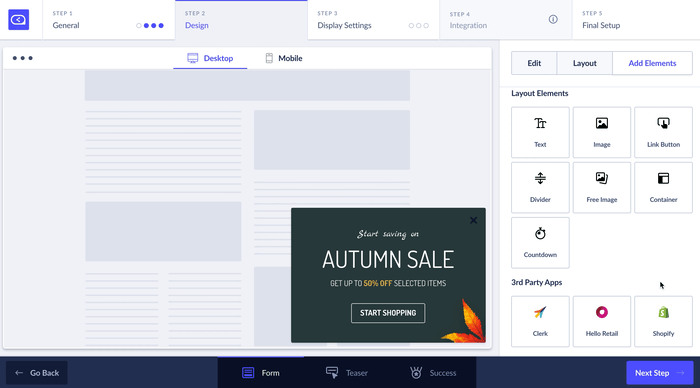 STEP 1
General
STEP 2
Design
STEP 3
Display Settings
STEP 4
Integration
STEP 5
Final Setup
Desktop
Mobile
Edit
Layout
Add Elements
Layout Elements
Text
Image
Link Button
Divider
Free Image
Container
Countdown
3rd Party Apps
Clerk
Hello Retail
Shopify
Start saving on
AUTUMN SALE
GET UP TO 50% OFF SELECTED ITEMS
START SHOPPING
Go Back
Form
Teaser
Success
Next Step